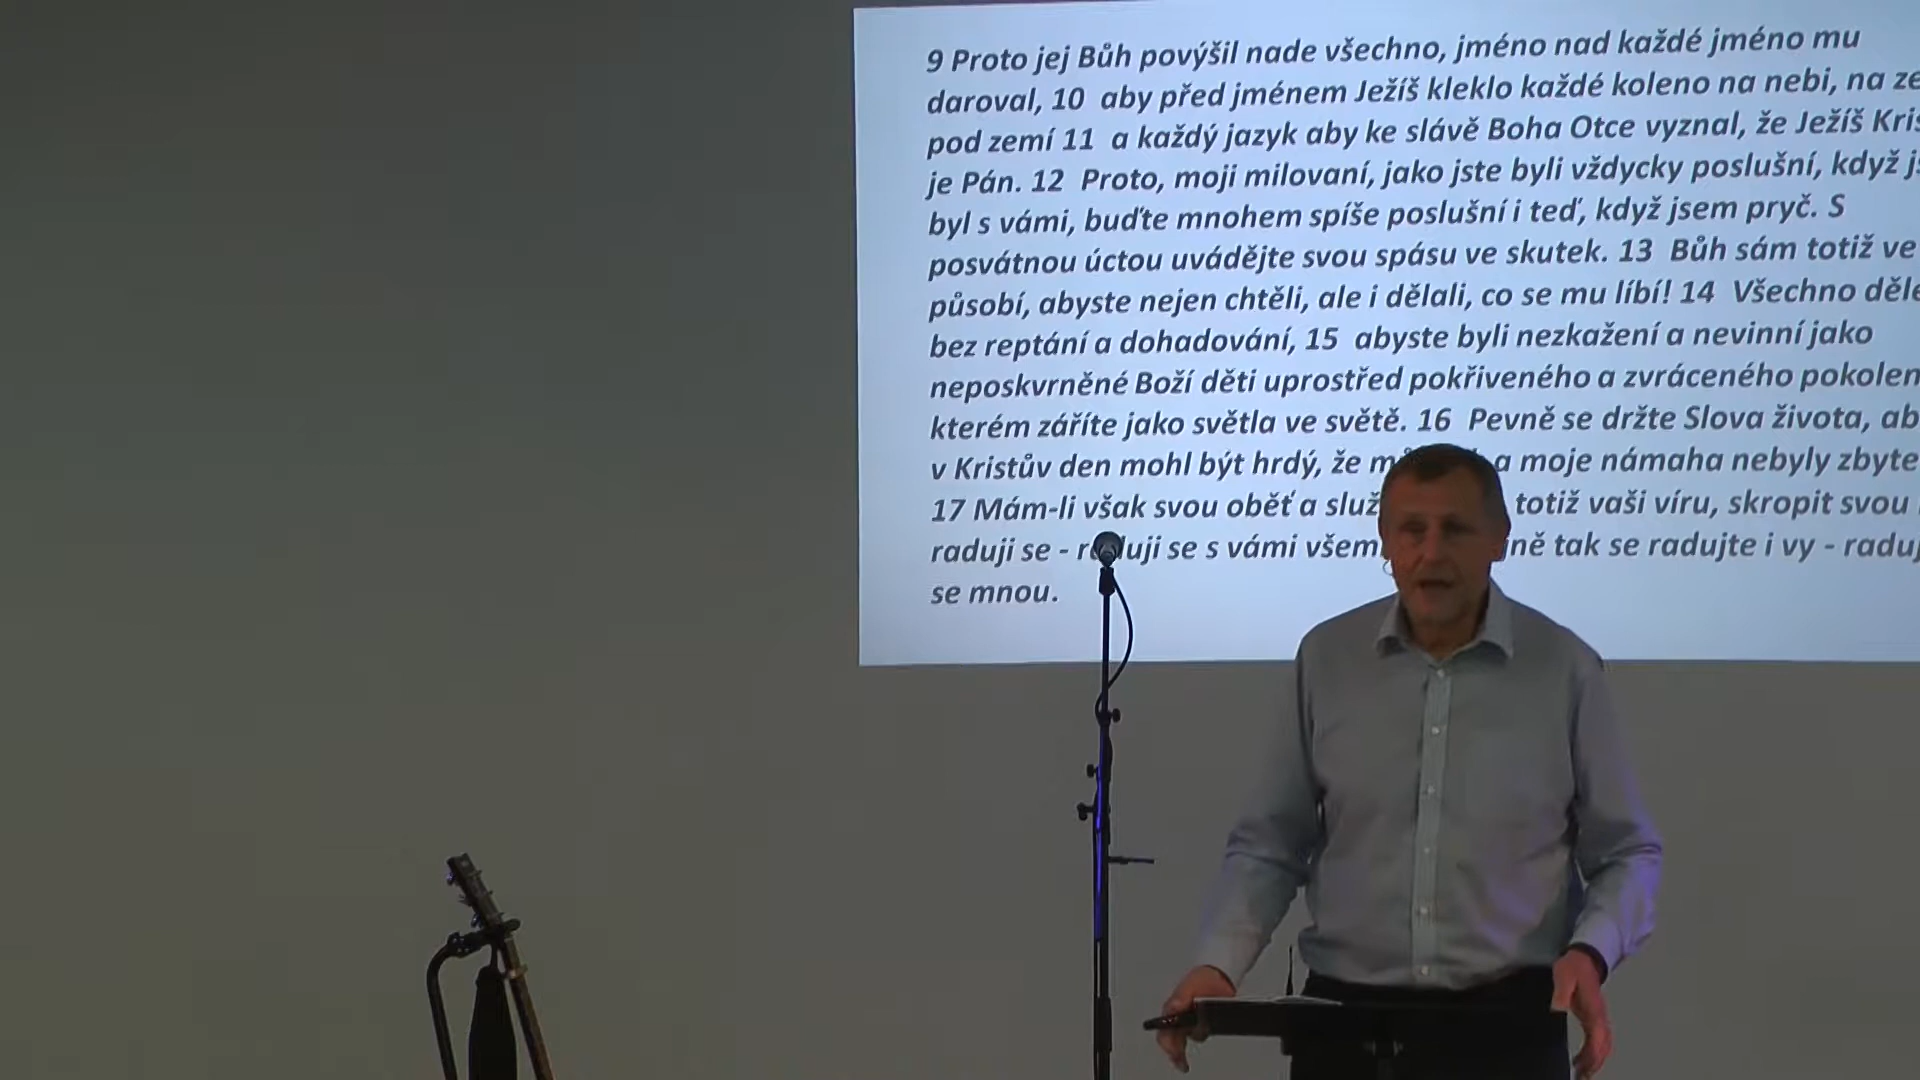 9 Proto jej Bůh povýšil nade všechno, jméno nad každé jméno mu
daroval, 10 aby před jménem Ježíš kleklo každé koleno na nebi, na
pod zemí 11 a každý jazyk aby ke slávě Boha Otce vyznal, že Ježíš
je Pán. 12 Proto, moji milovaní, jako jste byli vždycky poslušní, když
byl s vámi, buďte mnohem spíše poslušní i teď, když jsem pryč. S
posvátnou úctou uvádějte svou spásu ve skutek. 13 Bůh sám totiž ve
působí, abyste nejen chtěli, ale i dělali, co se mu líbí! 14 Všechno
bez reptání a dohadování, 15 abyste byli nezkažení a nevinní jako
neposkvrněné Boží děti uprostřed pokřiveného a zvráceného
kterém záříte jako světla ve světě. 16 Pevně se držte Slova života,
v Kristův den mohl být hrdý, že a moje námaha nebyly
17 Mám-li však svou oběť a totiž vaši víru, skropit svou
raduji se - raduji se s vámi tak se radujte i vy -
se mnou.